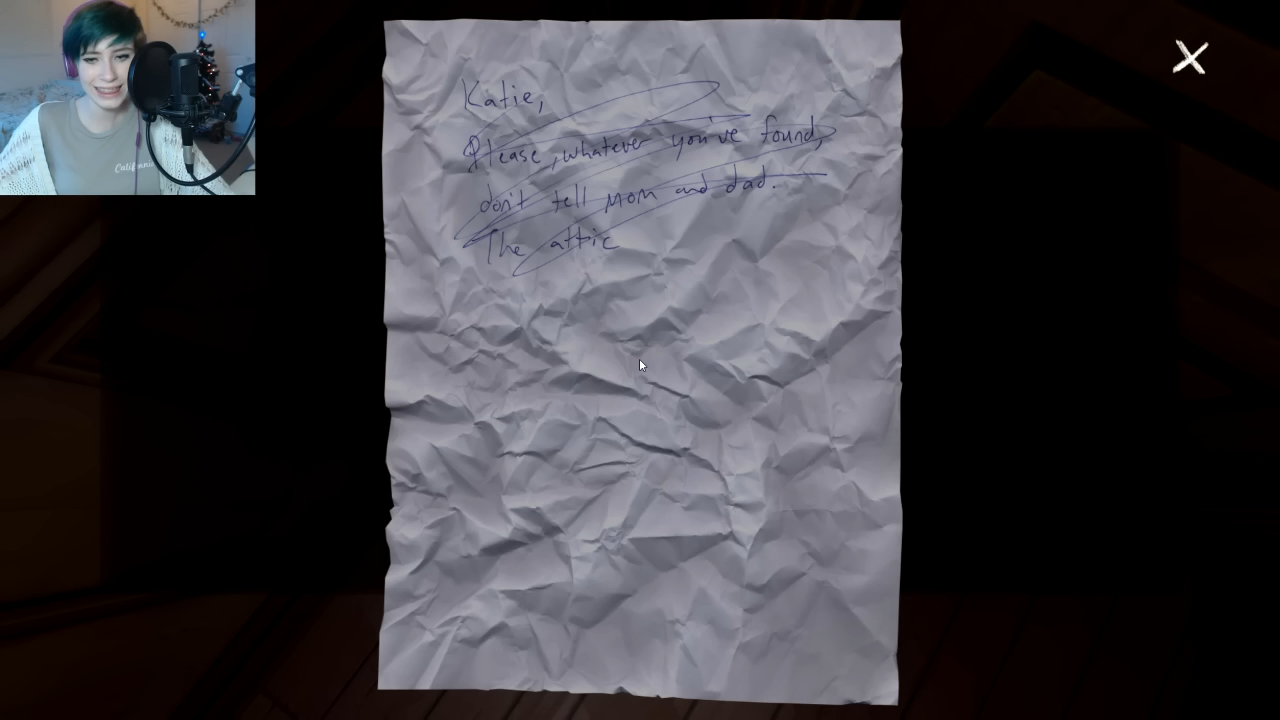 Katie,
Please, whatever you've found,
don't tell Mom and dad.
The attic